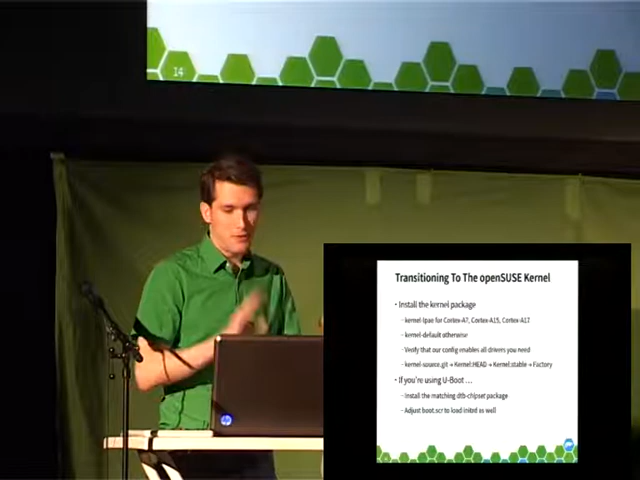 14
Transitioning To The openSUSE Kernel
• Install the kernel package
- kernel-lpae for Cortex-A7, Cortex-A15, Cortex-A17
- kernel-default otherwise
- Verify that our config enables all drivers you need
- kernel-source.git → Kernel:HEAD → Kernel:stable → Factory
• If you're using U-Boot ...
- Install the matching dtb-chipset package
- Adjust boot.scr to load initrd as well
hp